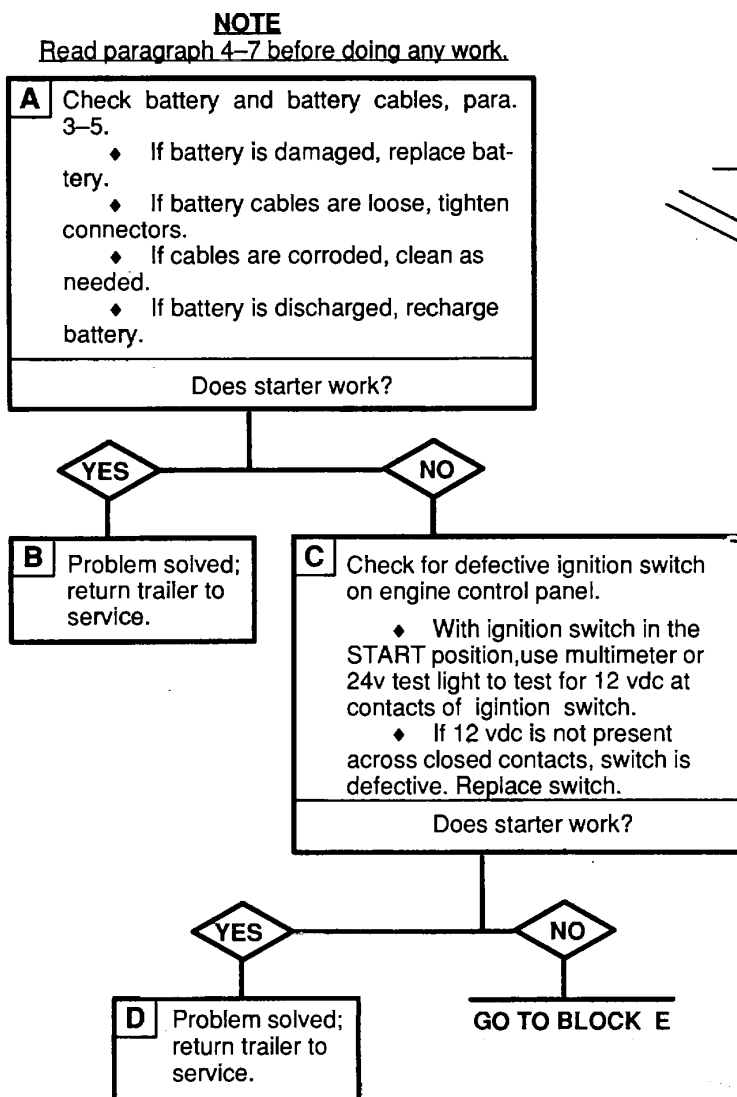 NOTE
Read paragraph 4–7 before doing any work.
A Check battery and battery cables, para.
3–5.
♦ If battery is damaged, replace bat-
tery.
♦ If battery cables are loose, tighten
connectors.
♦ If cables are corroded, clean as
needed.
♦ If battery is discharged, recharge
battery.
Does starter work?
YES
NO
B Problem solved;
return trailer to
service.
C Check for defective ignition switch
on engine control panel.
♦ With ignition switch in the
START position,use multimeter or
24v test light to test for 12 vdc at
contacts of igintion switch.
♦ If 12 vdc is not present
across closed contacts, switch is
defective. Replace switch.
Does starter work?
YES
NO
D Problem solved;
return trailer to
service.
GO TO BLOCK E